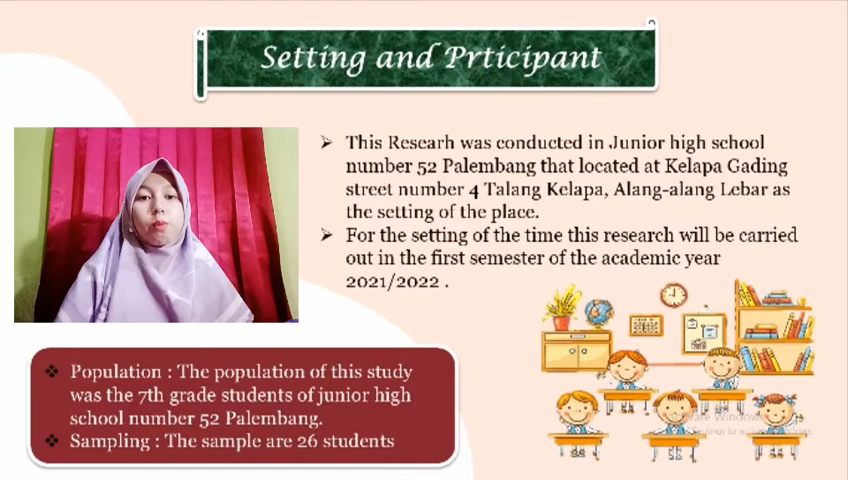 Setting and Prticipant
➢ This Researh was conducted in Junior high school
number 52 Palembang that located at Kelapa Gading
street number 4 Talang Kelapa, Alang-alang Lebar as
the setting of the place.
➢ For the setting of the time this research will be carried
out in the first semester of the academic year
2021/2022 .
❖ Population : The population of this study
was the 7th grade students of junior high
school number 52 Palembang.
❖ Sampling : The sample are 26 students